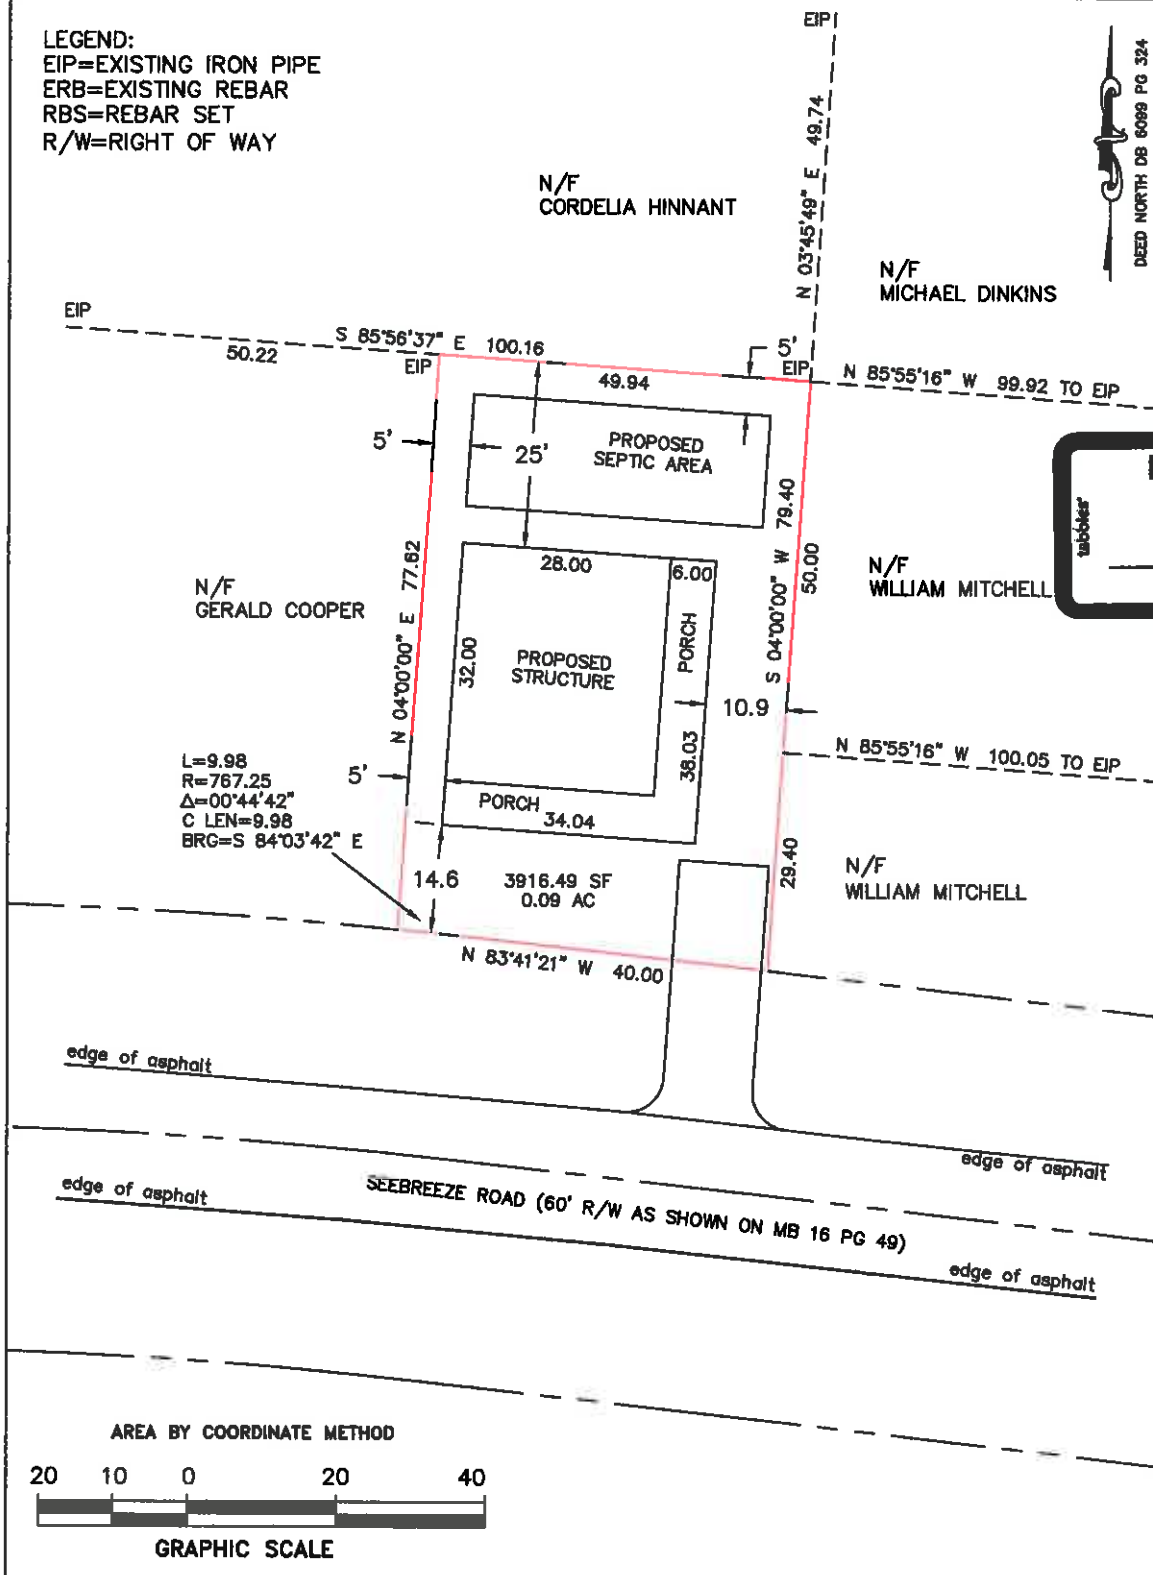 LEGEND:
EIP=EXISTING IRON PIPE
ERB=EXISTING REBAR
RBS=REBAR SET
R/W=RIGHT OF WAY
EIP
N 03°45'49" E 49.74
DEED NORTH DB 6099 PG 324
N/F
CORDELIA HINNANT
N/F
MICHAEL DINKINS
EIP
50.22
S 85°56'37" E 100.16
EIP
49.94
5'
EIP
N 85°55'16" W 99.92 TO EIP
5'
25'
PROPOSED
SEPTIC AREA
79.40
S 04°00'00" W
50.00
tabbies'
N/F
WILLIAM MITCHELL
N/F
GERALD COOPER
N 04°00'00" E 77.62
28.00
6.00
PORCH
32.00
PROPOSED
STRUCTURE
10.9
38.03
N 85°55'16" W 100.05 TO EIP
L=9.98
R=767.25
Δ=00°44'42"
C LEN=9.98
BRG=S 84°03'42" E
5'
PORCH
34.04
14.6
3916.49 SF
0.09 AC
29.40
N/F
WILLIAM MITCHELL
N 83°41'21" W 40.00
edge of asphalt
edge of asphalt
edge of asphalt
SEEBREEZE ROAD (60' R/W AS SHOWN ON MB 16 PG 49)
edge of asphalt
AREA BY COORDINATE METHOD
20 10 0 20 40
GRAPHIC SCALE